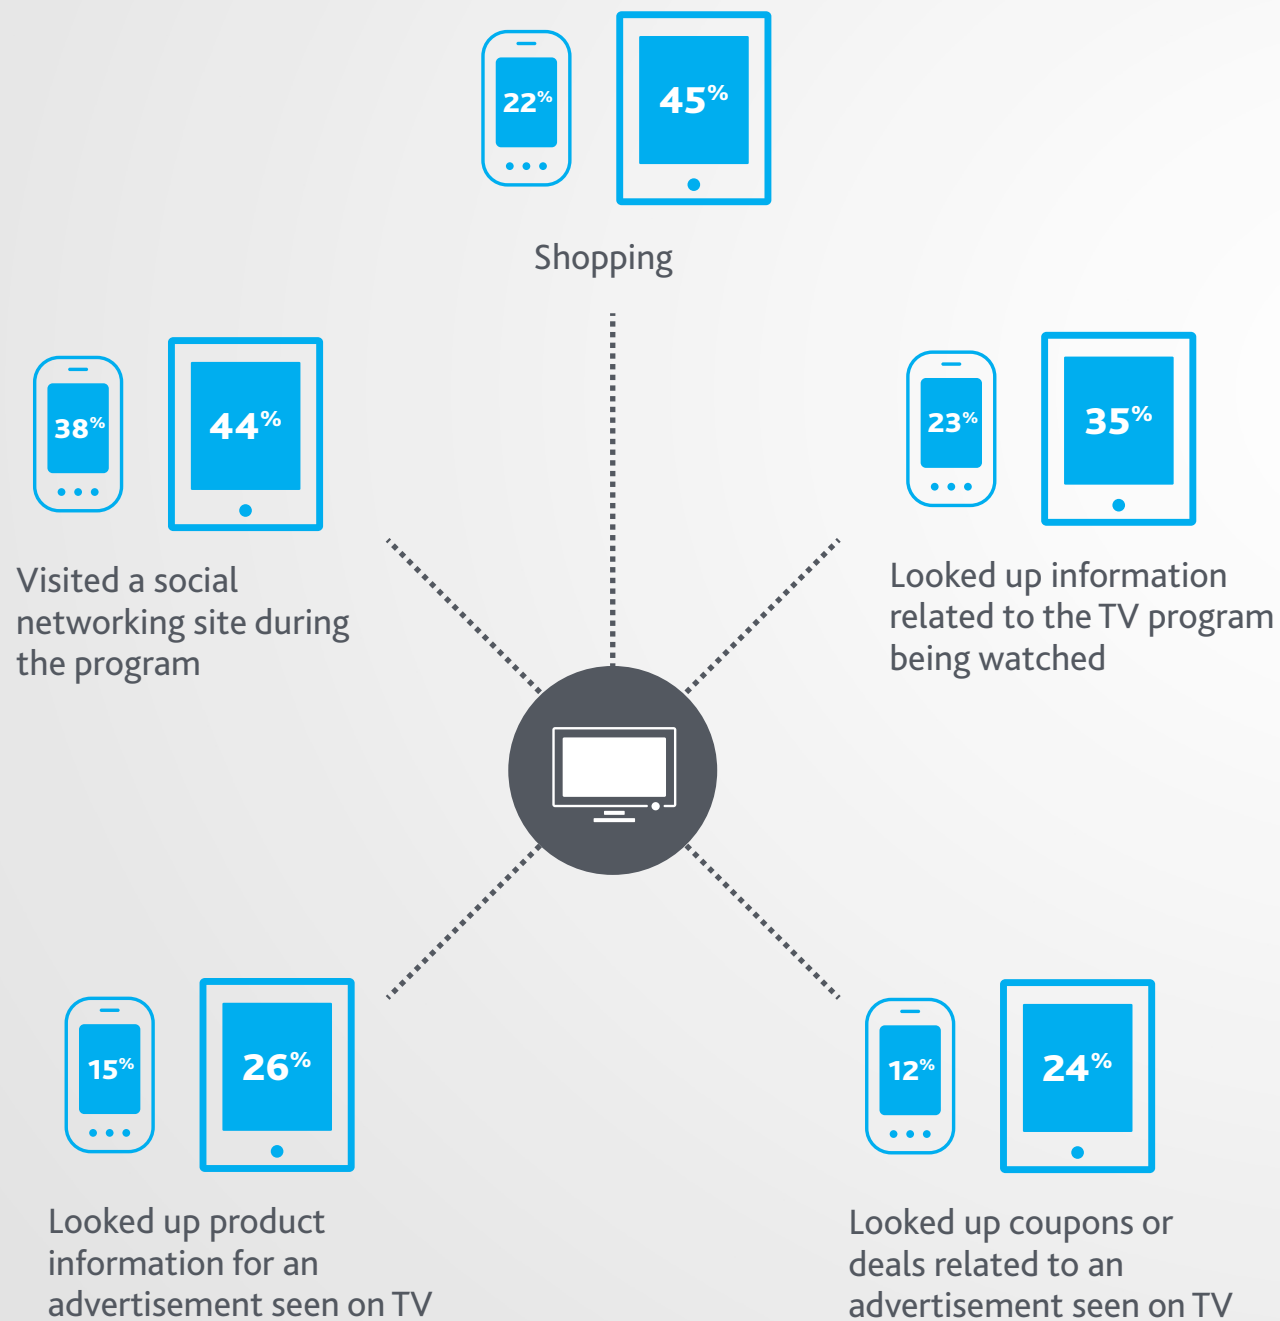 22%
45%
Shopping
38%
44%
Visited a social
networking site during
the program
23%
35%
Looked up information
related to the TV program
being watched
15%
26%
Looked up product
information for an
advertisement seen on TV
12%
24%
Looked up coupons or
deals related to an
advertisement seen on TV